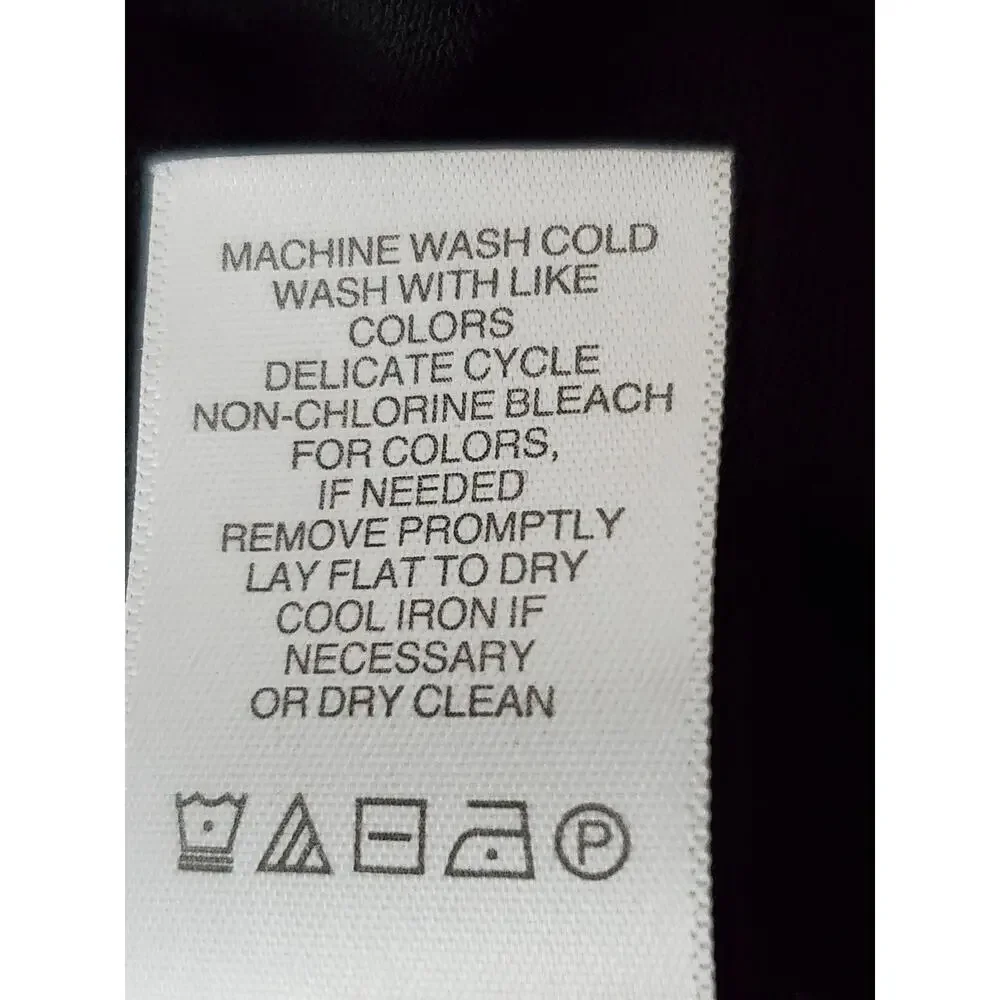 MACHINE WASH COLD
WASH WITH LIKE
COLORS
DELICATE CYCLE
NON-CHLORINE BLEACH
FOR COLORS,
IF NEEDED
REMOVE PROMPTLY
LAY FLAT TO DRY
COOL IRON IF
NECESSARY
OR DRY CLEAN
P